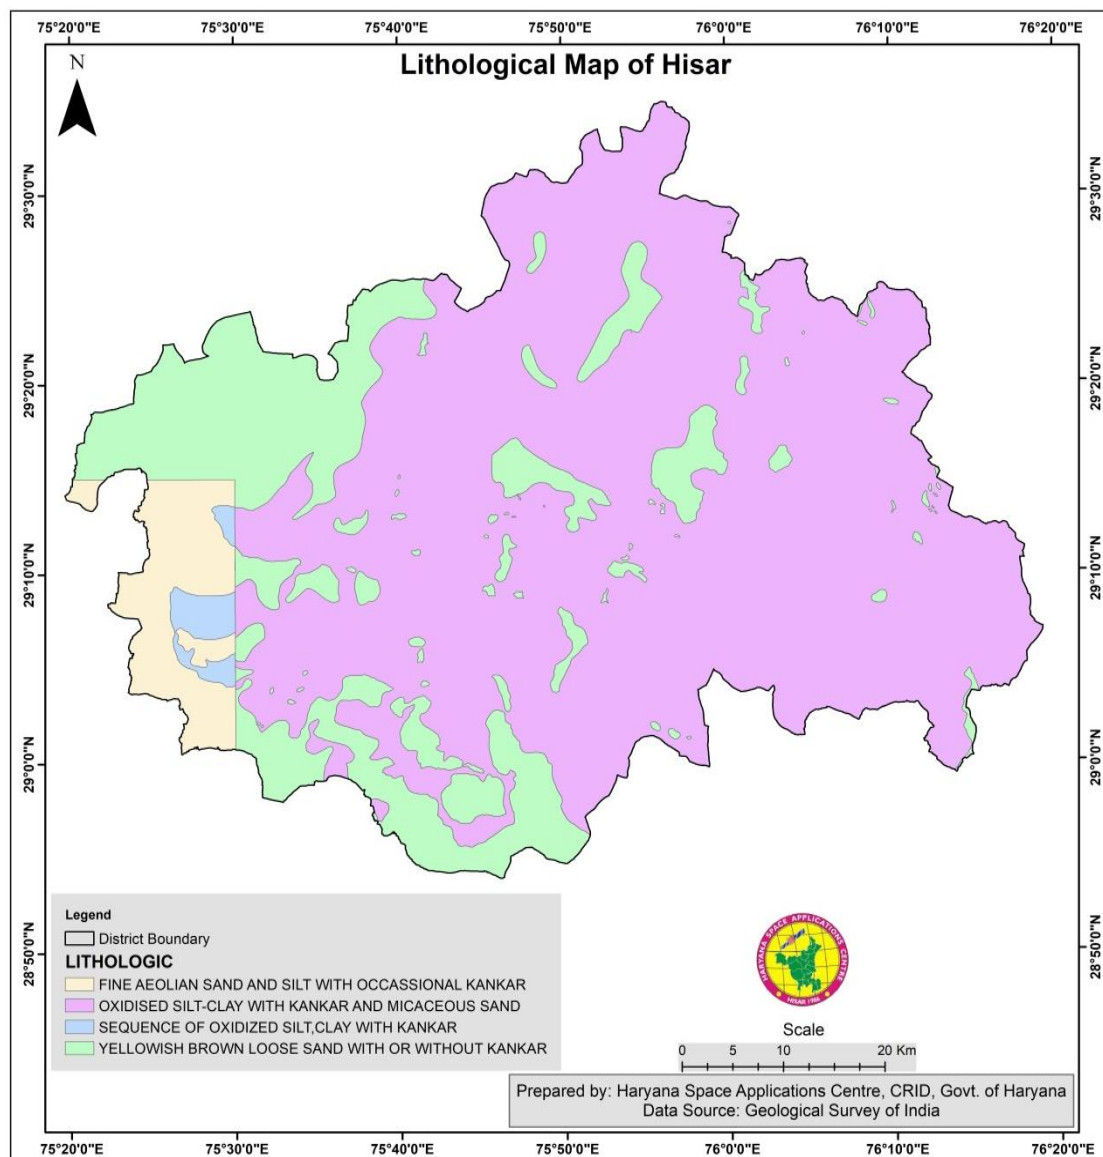 75°20'0"E 75°30'0"E 75°40'0"E 75°50'0"E 76°0'0"E 76°10'0"E 76°20'0"E
Lithological Map of Hisar
N
29°30'0"N 29°30'0"N
29°20'0"N 29°20'0"N
29°10'0"N 29°10'0"N
29°0'0"N 29°0'0"N
28°50'0"N 28°50'0"N
Legend
District Boundary
LITHOLOGIC
FINE AEOLIAN SAND AND SILT WITH OCCASSIONAL KANKAR
OXIDISED SILT-CLAY WITH KANKAR AND MICACEOUS SAND
SEQUENCE OF OXIDIZED SILT,CLAY WITH KANKAR
YELLOWISH BROWN LOOSE SAND WITH OR WITHOUT KANKAR
HARYANA SPACE APPLICATIONS CENTRE
HISAR 1986
Scale
0 5 10 20 Km
Prepared by: Haryana Space Applications Centre, CRID, Govt. of Haryana
Data Source: Geological Survey of India
75°20'0"E 75°30'0"E 75°40'0"E 75°50'0"E 76°0'0"E 76°10'0"E 76°20'0"E